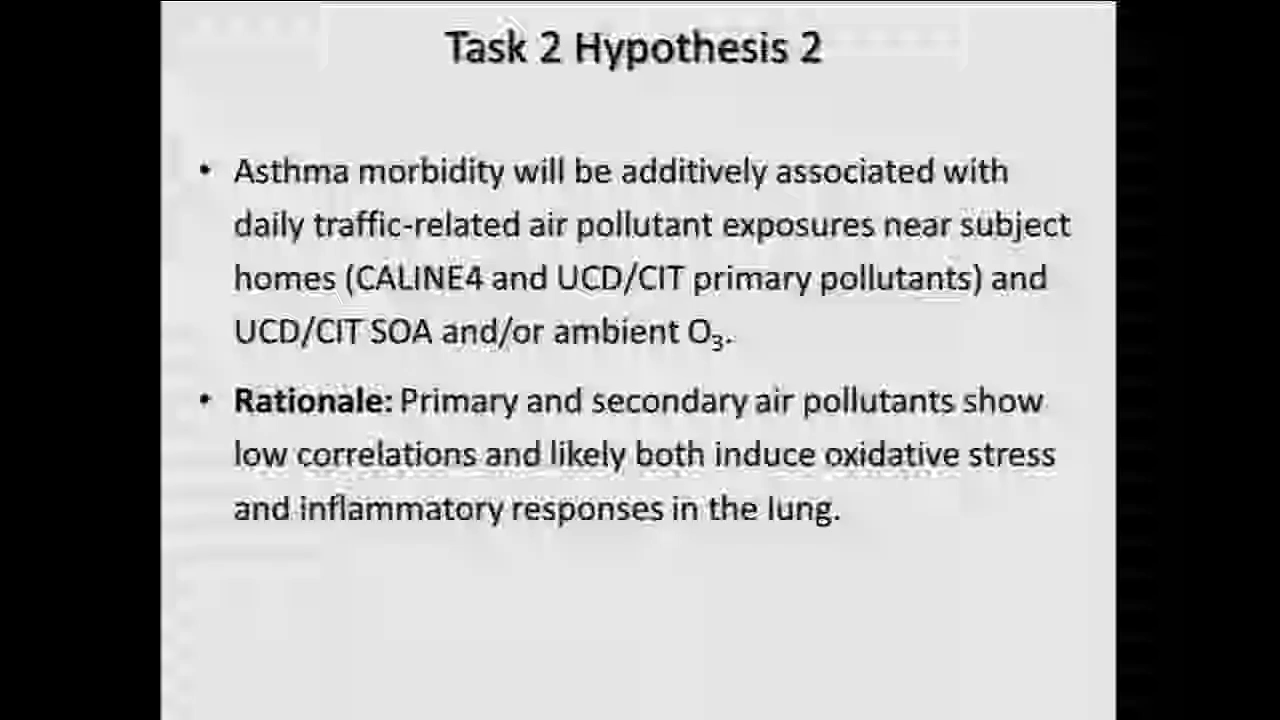 Task 2 Hypothesis 2
• Asthma morbidity will be additively associated with
daily traffic-related air pollutant exposures near subject
homes (CALINE4 and UCD/CIT primary pollutants) and
UCD/CIT SOA and/or ambient O₃.
• Rationale: Primary and secondary air pollutants show
low correlations and likely both induce oxidative stress
and inflammatory responses in the lung.